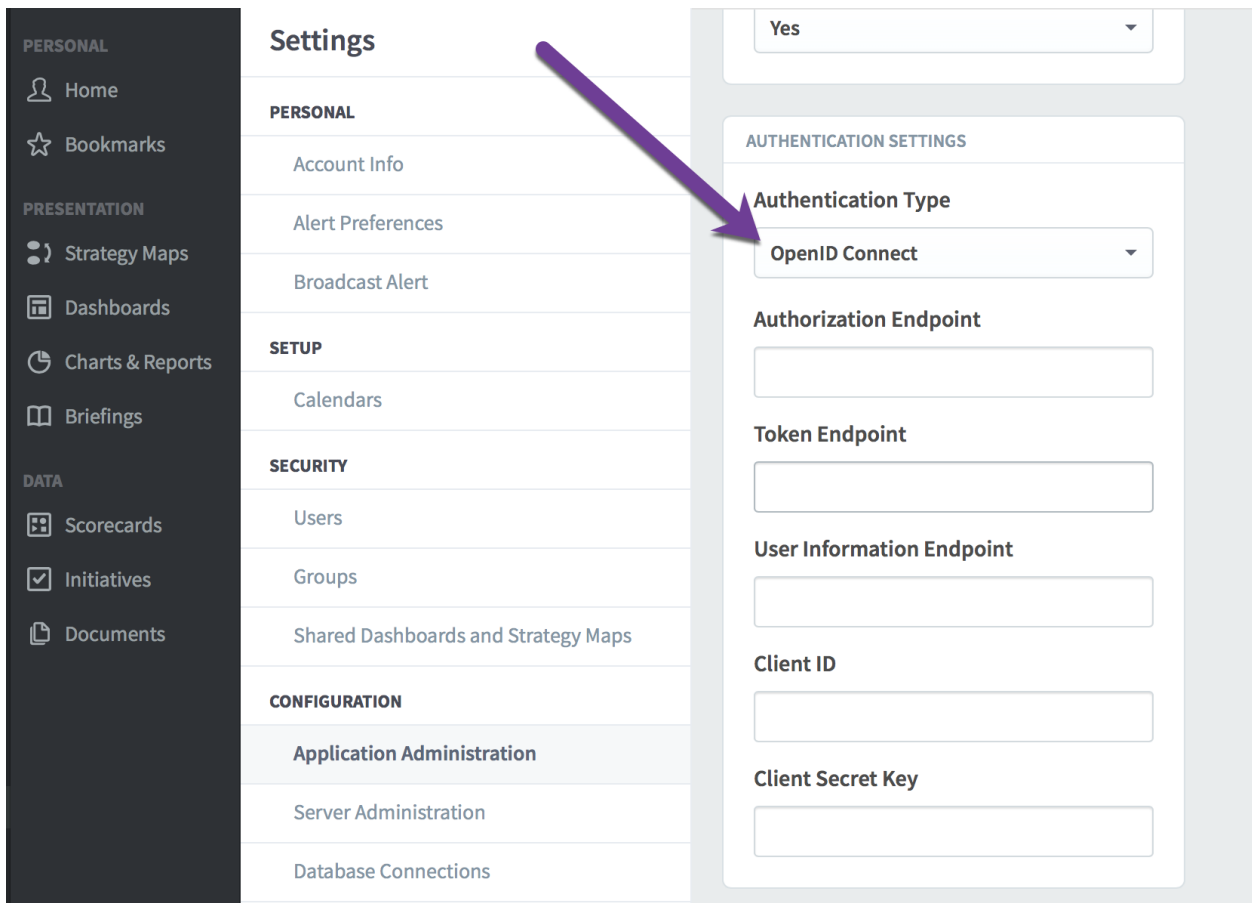 PERSONAL
Home
Bookmarks
PRESENTATION
Strategy Maps
Dashboards
Charts & Reports
Briefings
DATA
Scorecards
Initiatives
Documents
Settings
PERSONAL
Account Info
Alert Preferences
Broadcast Alert
SETUP
Calendars
SECURITY
Users
Groups
Shared Dashboards and Strategy Maps
CONFIGURATION
Application Administration
Server Administration
Database Connections
Yes
AUTHENTICATION SETTINGS
Authentication Type
OpenID Connect
Authorization Endpoint
Token Endpoint
User Information Endpoint
Client ID
Client Secret Key